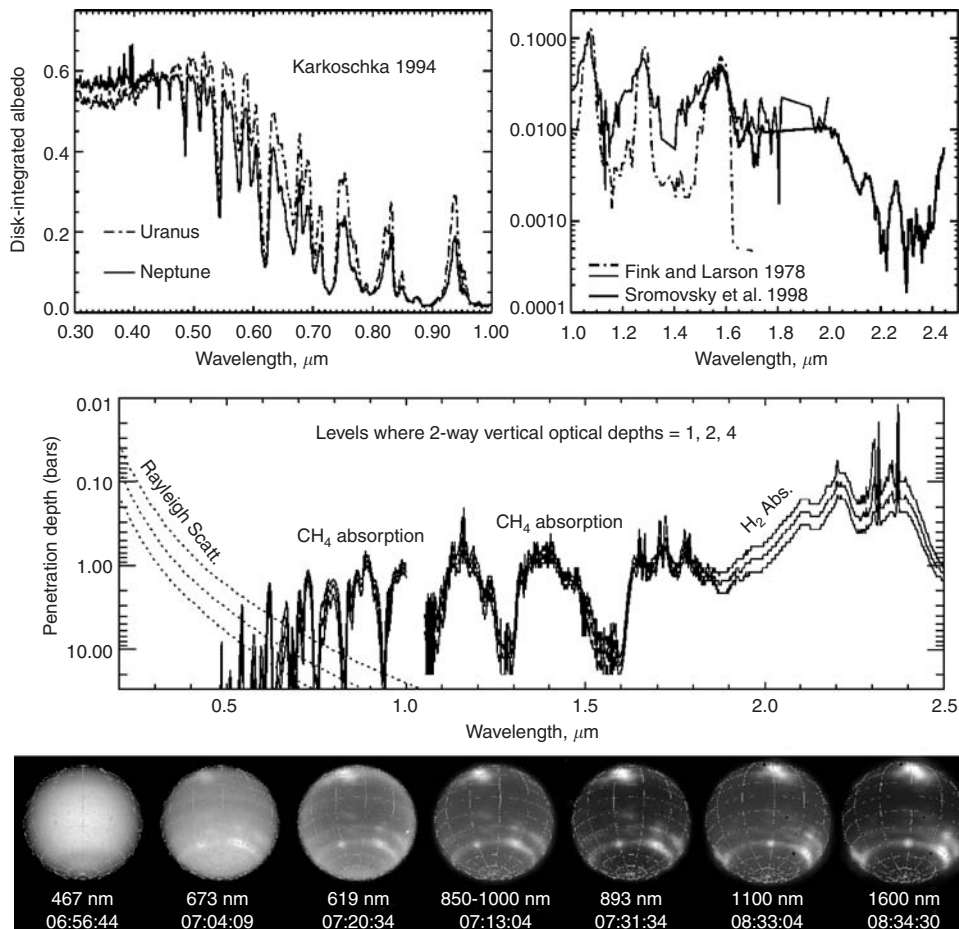 Disk-integrated albedo
0.6
0.4
0.2
0.0
Karkoschka 1994
Uranus
Neptune
0.30 0.40 0.50 0.60 0.70 0.80 0.90 1.00
Wavelength, μm
0.1000
0.0100
0.0010
0.0001
Fink and Larson 1978
Sromovsky et al. 1998
1.0 1.2 1.4 1.6 1.8 2.0 2.2 2.4
Wavelength, μm
Penetration depth (bars)
0.01
0.10
1.00
10.00
Levels where 2-way vertical optical depths = 1, 2, 4
Rayleigh Scatt.
CH4 absorption
CH4 absorption
H2 Abs.
0.5 1.0 1.5 2.0 2.5
Wavelength, μm
467 nm 673 nm 619 nm 850-1000 nm 893 nm 1100 nm 1600 nm
06:56:44 07:04:09 07:20:34 07:13:04 07:31:34 08:33:04 08:34:30